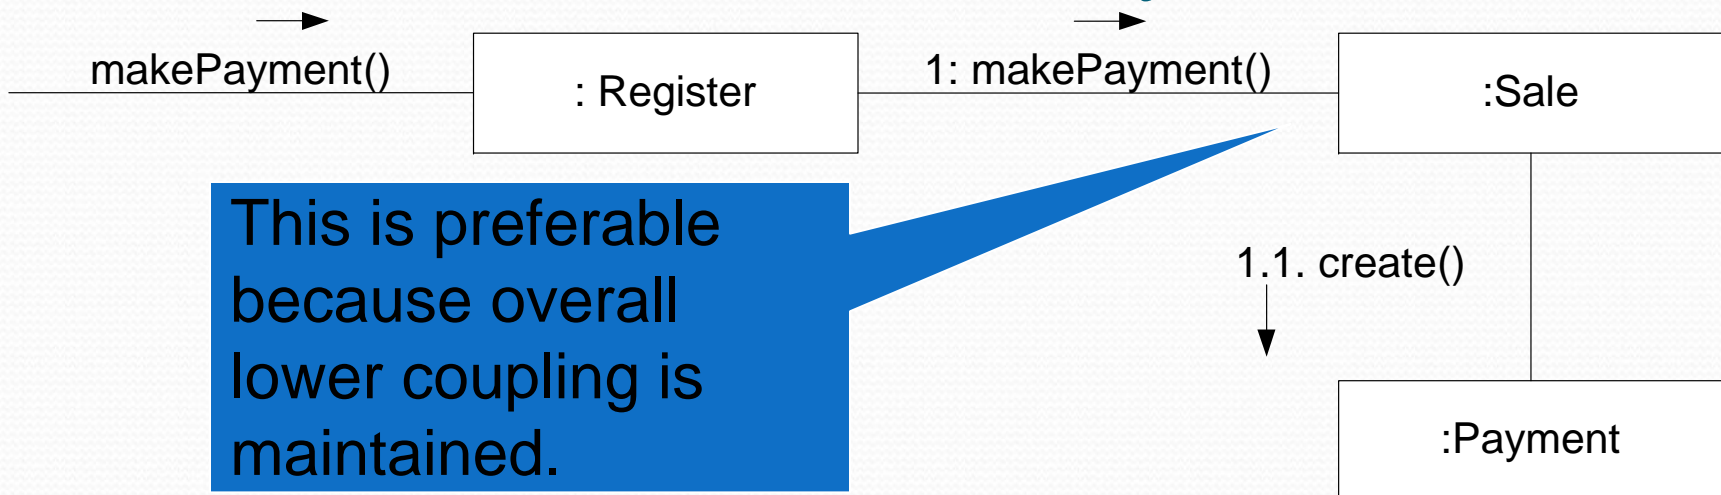 makePayment()
: Register
1: makePayment()
:Sale
This is preferable
because overall
lower coupling is
maintained.
1.1. create()
:Payment